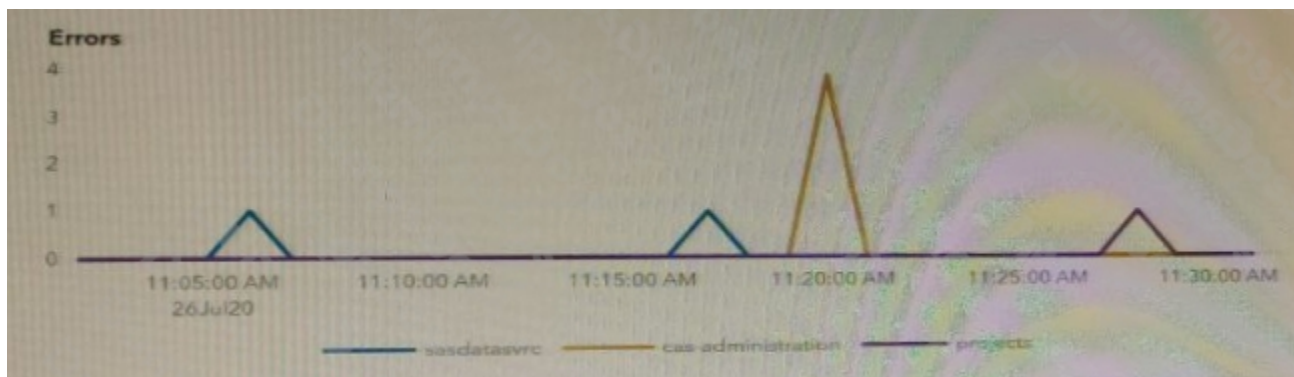 Errors
4
3
2
1
0
11:05:00 AM 11:10:00 AM 11:15:00 AM 11:20:00 AM 11:25:00 AM 11:30:00 AM
26Jul20
sasdatasvrc cas-administration projects